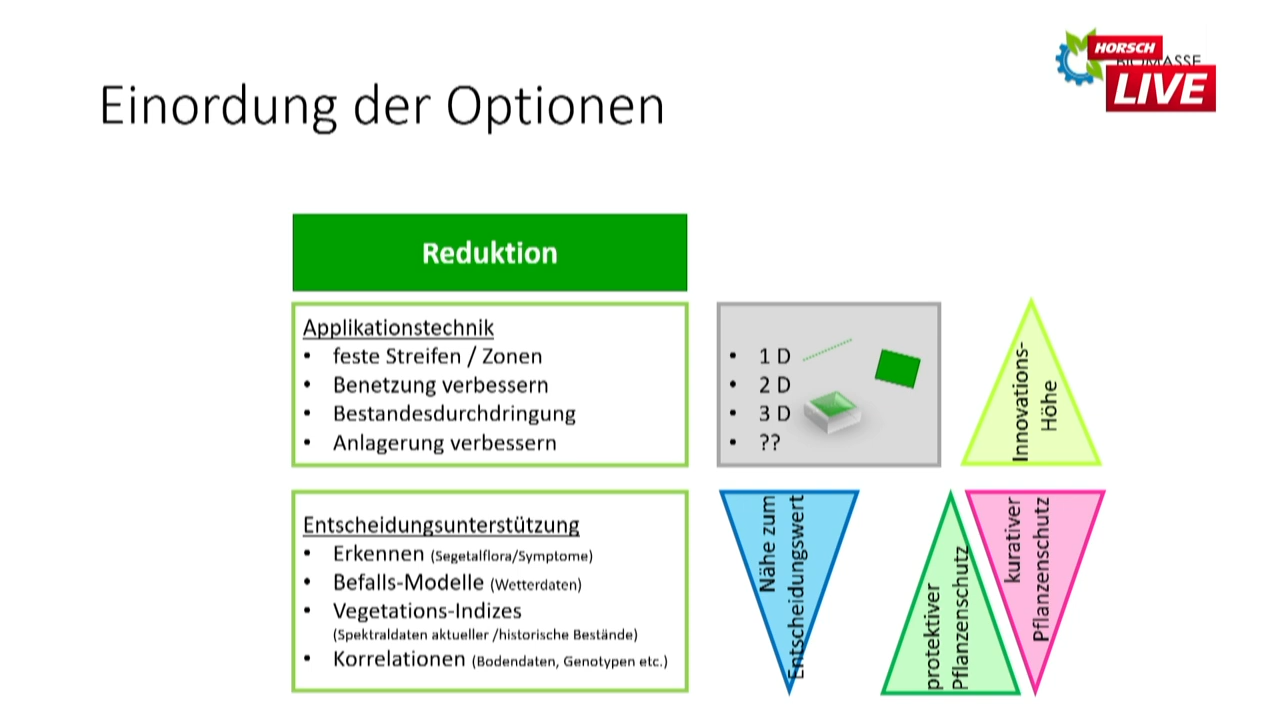 HORSCH
LIVE
Einordung der Optionen
Reduktion
Applikationstechnik
• feste Streifen / Zonen
• Benetzung verbessern
• Bestandesdurchdringung
• Anlagerung verbessern
• 1 D
• 2 D
• 3 D
• ??
Innovations-
Höhe
Entscheidungsunterstützung
• Erkennen (Segetalflora/Symptome)
• Befalls-Modelle (Wetterdaten)
• Vegetations-Indizes
(Spektraldaten aktueller /historische Bestände)
• Korrelationen (Bodendaten, Genotypen etc.)
Nähe zum
Entscheidungswert
protektiver
Pflanzenschutz
kurativer
Pflanzenschutz